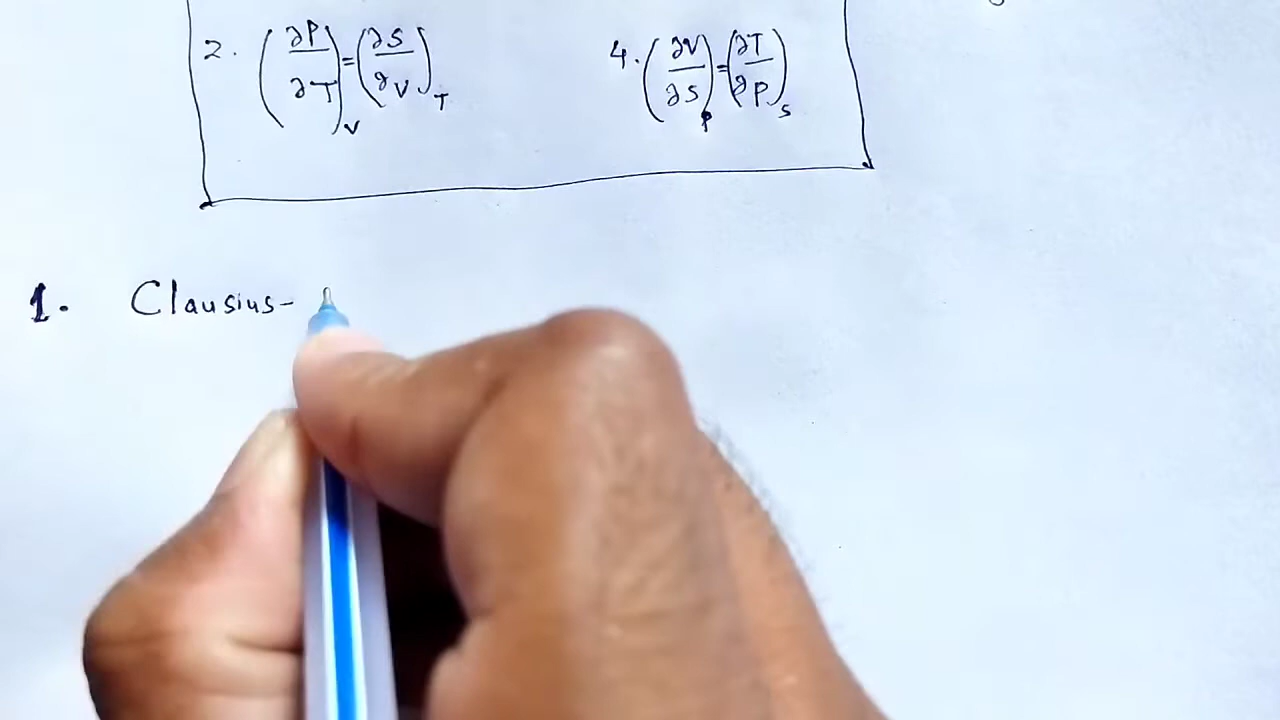 2. (∂P/∂T)_V = (∂S/∂V)_T
4. (∂V/∂S)_P = (∂T/∂P)_S
1. Clausius-